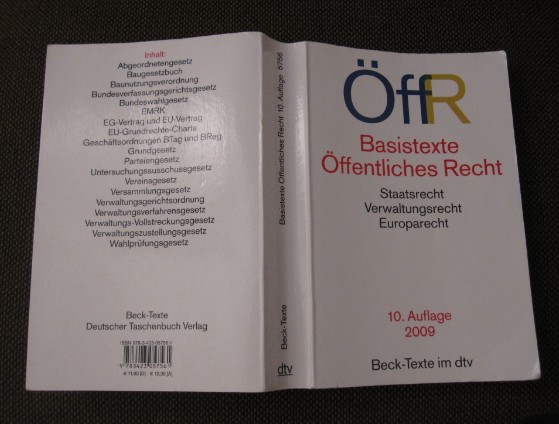 Inhalt:
Abgeordnetengesetz
Baugesetzbuch
Baunutzungsverordnung
Bundesverfassungsgerichtsgesetz
Bundeswahlgesetz
EMRK
EG-Vertrag und EU-Vertrag
EU-Grundrechte-Charta
Geschäftsordnungen BTag und BReg
Grundgesetz
Parteiengesetz
Untersuchungsausschussgesetz
Vereinsgesetz
Versammlungsgesetz
Verwaltungsgerichtsordnung
Verwaltungsverfahrensgesetz
Verwaltungs-Vollstreckungsgesetz
Verwaltungszustellungsgesetz
Wahlprüfungsgesetz
Beck-Texte
Deutscher Taschenbuch Verlag
Basistexte Öffentliches Recht 10. Auflage 5756
Beck-Texte
dtv
ÖffR
Basistexte
Öffentliches Recht
Staatsrecht
Verwaltungsrecht
Europarecht
10. Auflage
2009
Beck-Texte im dtv